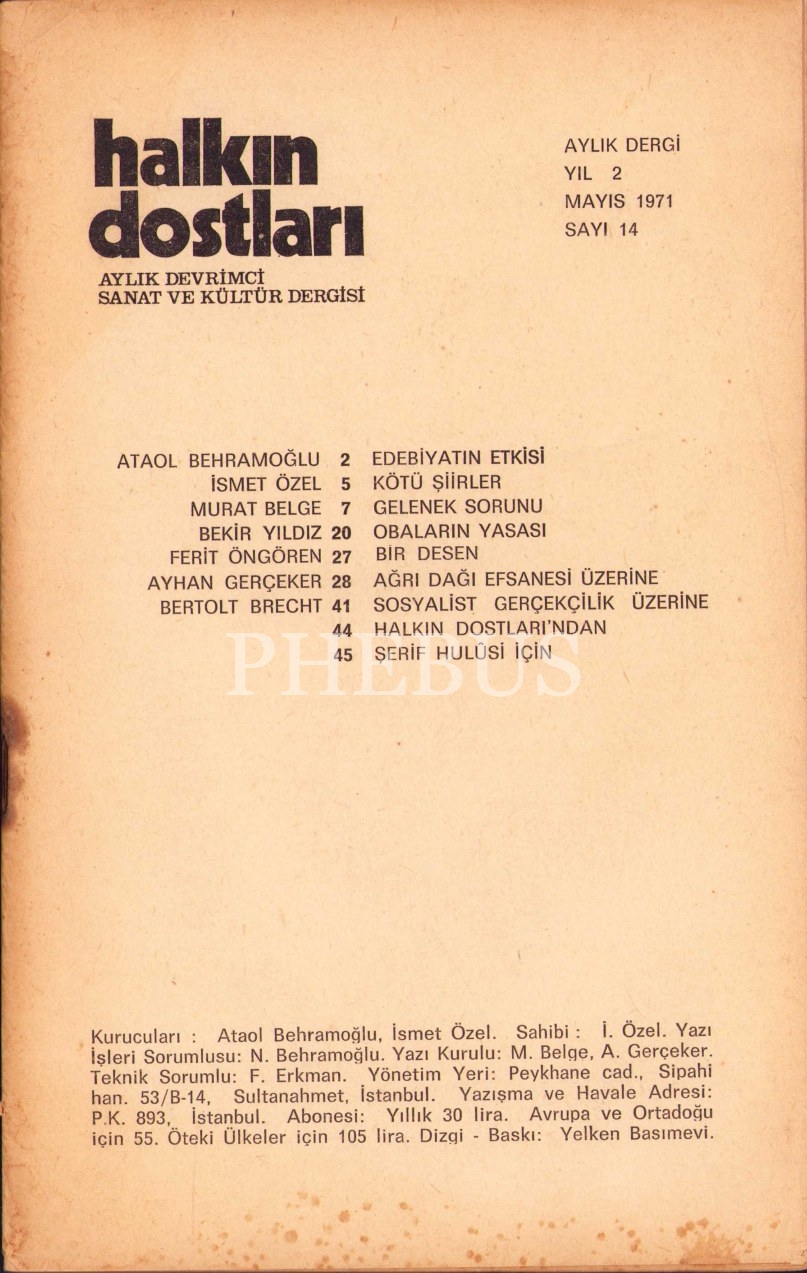 halkın
dostları
AYLIK DEVRİMCİ
SANAT VE KÜLTÜR DERGİSİ
AYLIK DERGİ
YIL 2
MAYIS 1971
SAYI 14
ATAOL BEHRAMOĞLU 2 EDEBİYATIN ETKİSİ
İSMET ÖZEL 5 KÖTÜ ŞİİRLER
MURAT BELGE 7 GELENEK SORUNU
BEKİR YILDIZ 20 OBALARIN YASASI
FERİT ÖNGÖREN 27 BİR DESEN
AYHAN GERÇEKER 28 AĞRI DAĞI EFSANESİ ÜZERİNE
BERTOLT BRECHT 41 SOSYALİST GERÇEKÇİLİK ÜZERİNE
44 HALKIN DOSTLARI'NDAN
45 ŞERİF HULÛSİ İÇİN
PHEBUS
Kurucuları : Ataol Behramoğlu, İsmet Özel. Sahibi : İ. Özel. Yazı
İşleri Sorumlusu: N. Behramoğlu. Yazı Kurulu: M. Belge, A. Gerçeker.
Teknik Sorumlu: F. Erkman. Yönetim Yeri: Peykhane cad., Sipahi
han. 53/B-14, Sultanahmet, İstanbul. Yazışma ve Havale Adresi:
P.K. 893, İstanbul. Abonesi: Yıllık 30 lira. Avrupa ve Ortadoğu
için 55. Öteki Ülkeler için 105 lira. Dizgi - Baskı: Yelken Basımevi.